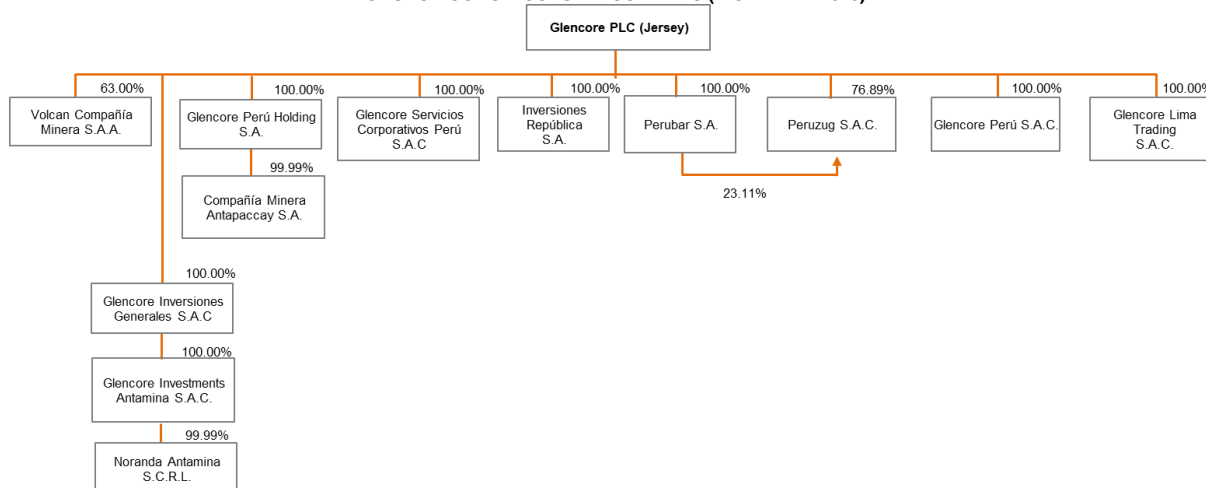 Glencore PLC (Jersey)
63.00%
100.00%
100.00%
100.00%
100.00%
76.89%
100.00%
100.00%
Volcan Compañía
Minera S.A.A.
Glencore Perú Holding
S.A.
Glencore Servicios
Corporativos Perú
S.A.C
Inversiones
República
S.A.
Perubar S.A.
Peruzug S.A.C.
Glencore Perú S.A.C.
Glencore Lima
Trading
S.A.C.
99.99%
23.11%
Compañía Minera
Antapaccay S.A.
100.00%
Glencore Inversiones
Generales S.A.C
100.00%
Glencore Investments
Antamina S.A.C.
99.99%
Noranda Antamina
S.C.R.L.